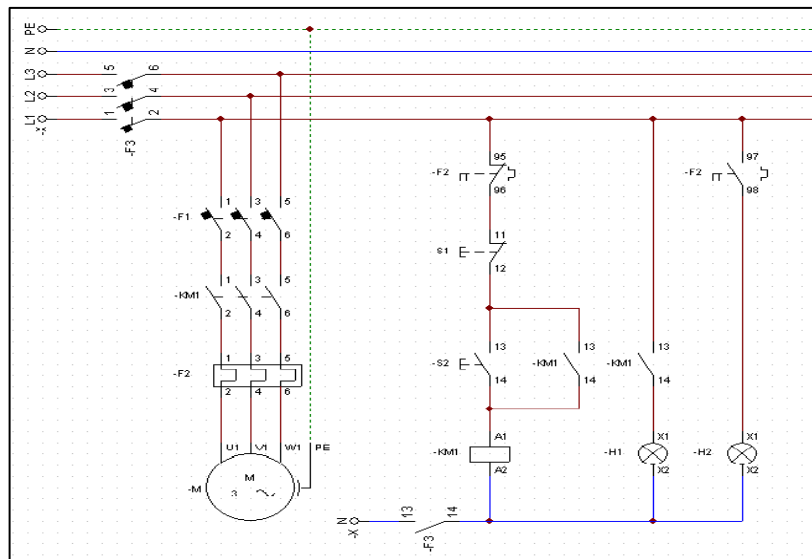 PE
N
L3 5 6
L2 3 4
L1 1 2
-X
-F3
-F1 1 3 5
2 4 6
-KM1 1 3 5
2 4 6
-F2 1 3 5
2 4 6
U1 V1 W1 PE
-M M
3
-F2 95
96
S1 11
12
-S2 13
14
-KM1 13
14
-KM1 13
14
-F2 97
98
-KM1 A1
A2
-H1 X1
X2
-H2 X1
X2
N 13 14
-X
-F3